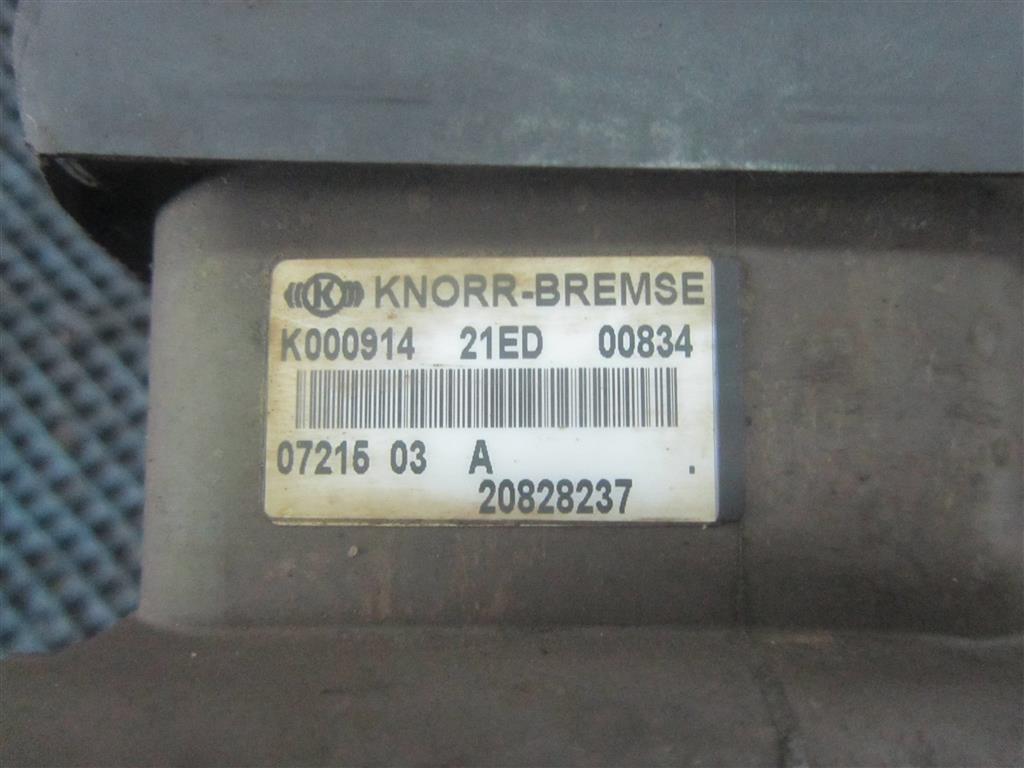 K KNORR-BREMSE
K000914 21ED 00834
07215 03 A .
20828237